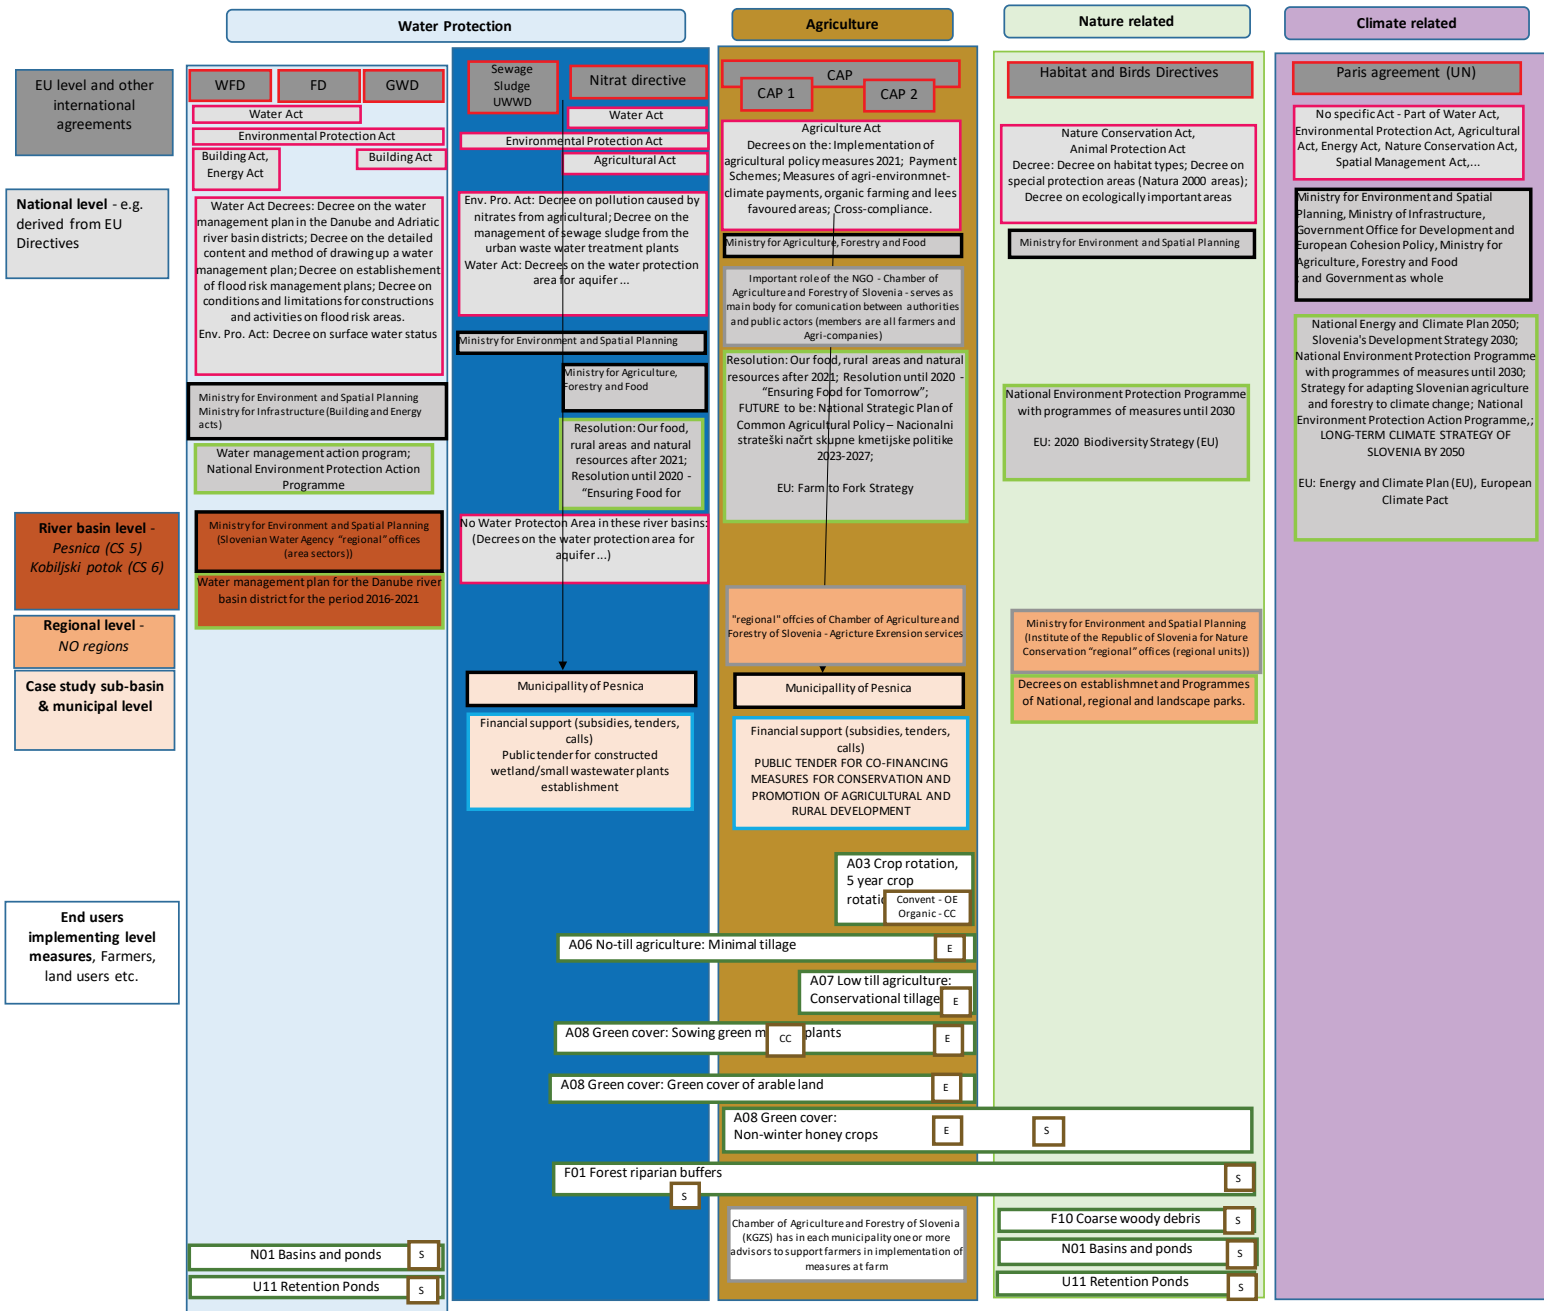 Water Protection
Agriculture
Nature related
Climate related
EU level and other
international
agreements
National level - e.g.
derived from EU
Directives
River basin level -
Pesnica (CS 5)
Kobiljski potok (CS 6)
Regional level -
NO regions
Case study sub-basin
& municipal level
End users
implementing level
measures, Farmers,
land users etc.
WFD
FD
GWD
Water Act
Environmental Protection Act
Building Act,
Energy Act
Building Act
Water Act Decrees: Decree on the water
management plan in the Danube and Adriatic
river basin districts; Decree on the detailed
content and method of drawing up a water
management plan; Decree on establishement
of flood risk management plans; Decree on
conditions and limitations for constructions
and activities on flood risk areas.
Env. Pro. Act: Decree on surface water status
Ministry for Environment and Spatial Planning
Ministry for Infrastructure (Building and Energy
acts)
Water management action program;
National Environment Protection Action
Programme
Ministry for Environment and Spatial Planning
(Slovenian Water Agency "regional" offices
(area sectors))
Water management plan for the Danube river
basin district for the period 2016-2021
N01 Basins and ponds
S
U11 Retention Ponds
S
Sewage
Sludge
UWWD
Nitrat directive
Water Act
Environmental Protection Act
Agricultural Act
Env. Pro. Act: Decree on pollution caused by
nitrates from agricultural; Decree on the
management of sewage sludge from the
urban waste water treatment plants
Water Act: Decrees on the water protection
area for aquifer ...
Ministry for Environment and Spatial Planning
Ministry for Agriculture,
Forestry and Food
Resolution: Our food,
rural areas and natural
resources after 2021;
Resolution until 2020 -
“Ensuring Food for
No Water Protecton Area in these river basins:
(Decrees on the water protection area for
aquifer ...)
Municipallity of Pesnica
Financial support (subsidies, tenders,
calls)
Public tender for constructed
wetland/small wastewater plants
establishment
CAP
CAP 1
CAP 2
Agriculture Act
Decrees on the: Implementation of
agricultural policy measures 2021; Payment
Schemes; Measures of agri-environmnet-
climate payments, organic farming and lees
favoured areas; Cross-compliance.
Ministry for Agriculture, Forestry and Food
Important role of the NGO - Chamber of
Agriculture and Forestry of Slovenia - serves as
main body for comunication between authorities
and public actors (members are all farmers and
Agri-companies)
Resolution: Our food, rural areas and natural
resources after 2021; Resolution until 2020 -
“Ensuring Food for Tomorrow”;
FUTURE to be: National Strategic Plan of
Common Agricultural Policy – Nacionalni
strateški načrt skupne kmetijske politike
2023-2027;
EU: Farm to Fork Strategy
"regional" offcies of Chamber of Agriculture and
Forestry of Slovenia - Agricture Exrension services
Municipallity of Pesnica
Financial support (subsidies, tenders,
calls)
PUBLIC TENDER FOR CO-FINANCING
MEASURES FOR CONSERVATION AND
PROMOTION OF AGRICULTURAL AND
RURAL DEVELOPMENT
A03 Crop rotation,
5 year crop
Convent - OE
Organic - CC
A06 No-till agriculture: Minimal tillage
E
A07 Low till agriculture:
Conservational tillage
E
A08 Green cover: Sowing green plants
CC
E
A08 Green cover: Green cover of arable land
E
A08 Green cover:
Non-winter honey crops
E
S
F01 Forest riparian buffers
S
S
Chamber of Agriculture and Forestry of Slovenia
(KGZS) has in each municipality one or more
advisors to support farmers in implementation of
measures at farm
Habitat and Birds Directives
Nature Conservation Act,
Animal Protection Act
Decree: Decree on habitat types; Decree on
special protection areas (Natura 2000 areas);
Decree on ecologically important areas
Ministry for Environment and Spatial Planning
National Environment Protection Programme
with programmes of measures until 2030
EU: 2020 Biodiversity Strategy (EU)
Ministry for Environment and Spatial Planning
(Institute of the Republic of Slovenia for Nature
Conservation “regional” offices (regional units))
Decrees on establishmnet and Programmes
of National, regional and landscape parks.
F10 Coarse woody debris
S
N01 Basins and ponds
S
U11 Retention Ponds
S
Paris agreement (UN)
No specific Act - Part of Water Act,
Environmental Protection Act, Agricultural
Act, Energy Act, Nature Conservation Act,
Spatial Management Act,...
Ministry for Environment and Spatial
Planning, Ministry of Infrastructure,
Government Office for Development and
European Cohesion Policy, Ministry for
Agriculture, Forestry and Food
; and Government as whole
National Energy and Climate Plan 2050;
Slovenia's Development Strategy 2030;
National Environment Protection Programme
with programmes of measures until 2030;
Strategy for adapting Slovenian agriculture
and forestry to climate change; National
Environment Protection Action Programme,;
LONG-TERM CLIMATE STRATEGY OF
SLOVENIA BY 2050
EU: Energy and Climate Plan (EU), European
Climate Pact